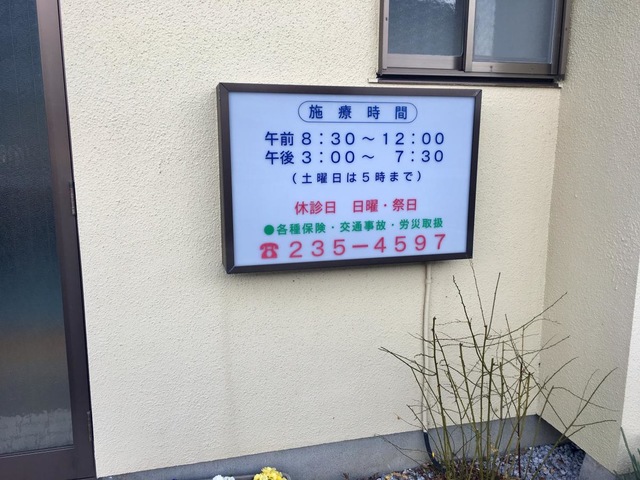 施療時間
午前 8:30～12:00
午後 3:00～ 7:30
(土曜日は5時まで)
休診日 日曜・祭日
●各種保険・交通事故・労災取扱
☎235-4597